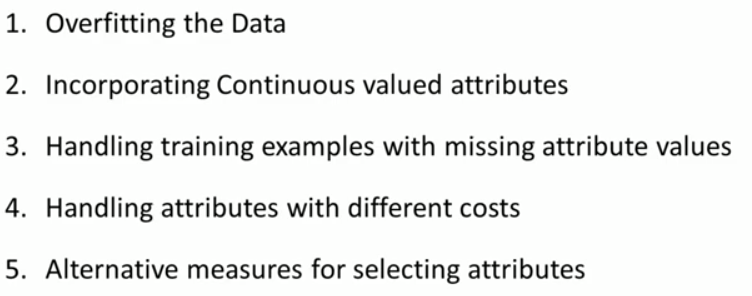 1. Overfitting the Data
2. Incorporating Continuous valued attributes
3. Handling training examples with missing attribute values
4. Handling attributes with different costs
5. Alternative measures for selecting attributes